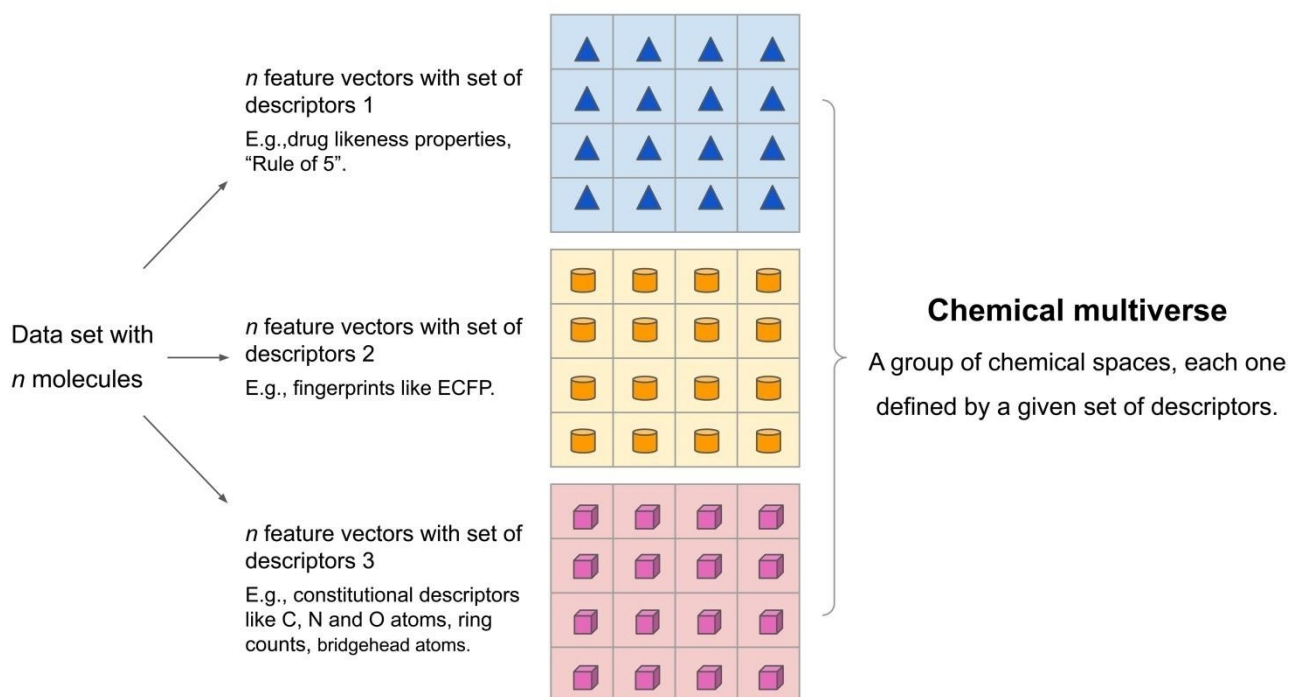 n feature vectors with set of
descriptors 1
E.g.,drug likeness properties,
“Rule of 5”.
Data set with
n molecules
n feature vectors with set of
descriptors 2
E.g., fingerprints like ECFP.
n feature vectors with set of
descriptors 3
E.g., constitutional descriptors
like C, N and O atoms, ring
counts, bridgehead atoms.
Chemical multiverse
A group of chemical spaces, each one
defined by a given set of descriptors.